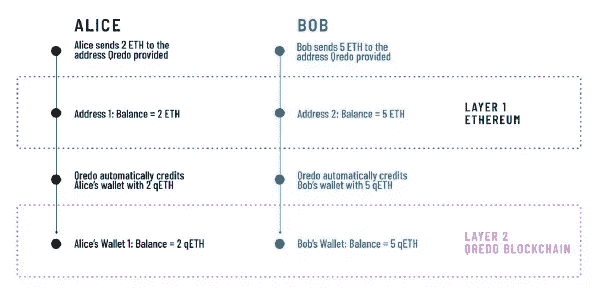 ALICE
BOB
Alice sends 2 ETH to the
address Qredo provided
Bob sends 5 ETH to the
address Qredo provided
Address 1: Balance = 2 ETH
Address 2: Balance = 5 ETH
LAYER 1
ETHEREUM
Qredo automatically credits
Alice's wallet with 2 qETH
Qredo automatically credits
Bob's wallet with 5 qETH
Alice's Wallet 1: Balance = 2 qETH
Bob's Wallet: Balance = 5 qETH
LAYER 2
QREDO BLOCKCHAIN